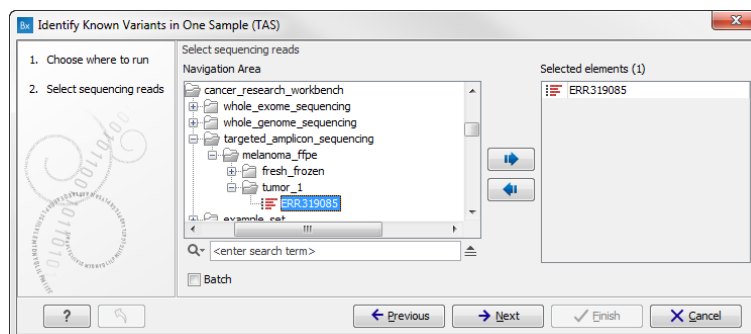 Bx Identify Known Variants in One Sample (TAS)
1. Choose where to run
2. Select sequencing reads
Select sequencing reads
Navigation Area
cancer_research_workbench
whole_exome_sequencing
whole_genome_sequencing
targeted_amplicon_sequencing
melanoma_ffpe
fresh_frozen
tumor_1
ERR319085
example_set
<enter search term>
Batch
Selected elements (1)
ERR319085
? Previous Next Finish Cancel